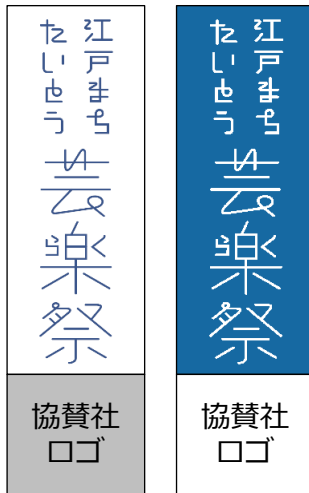 江戸まち
たいとう
芸楽祭
協賛社
ロゴ
江戸まち
たいとう
芸楽祭
協賛社
ロゴ